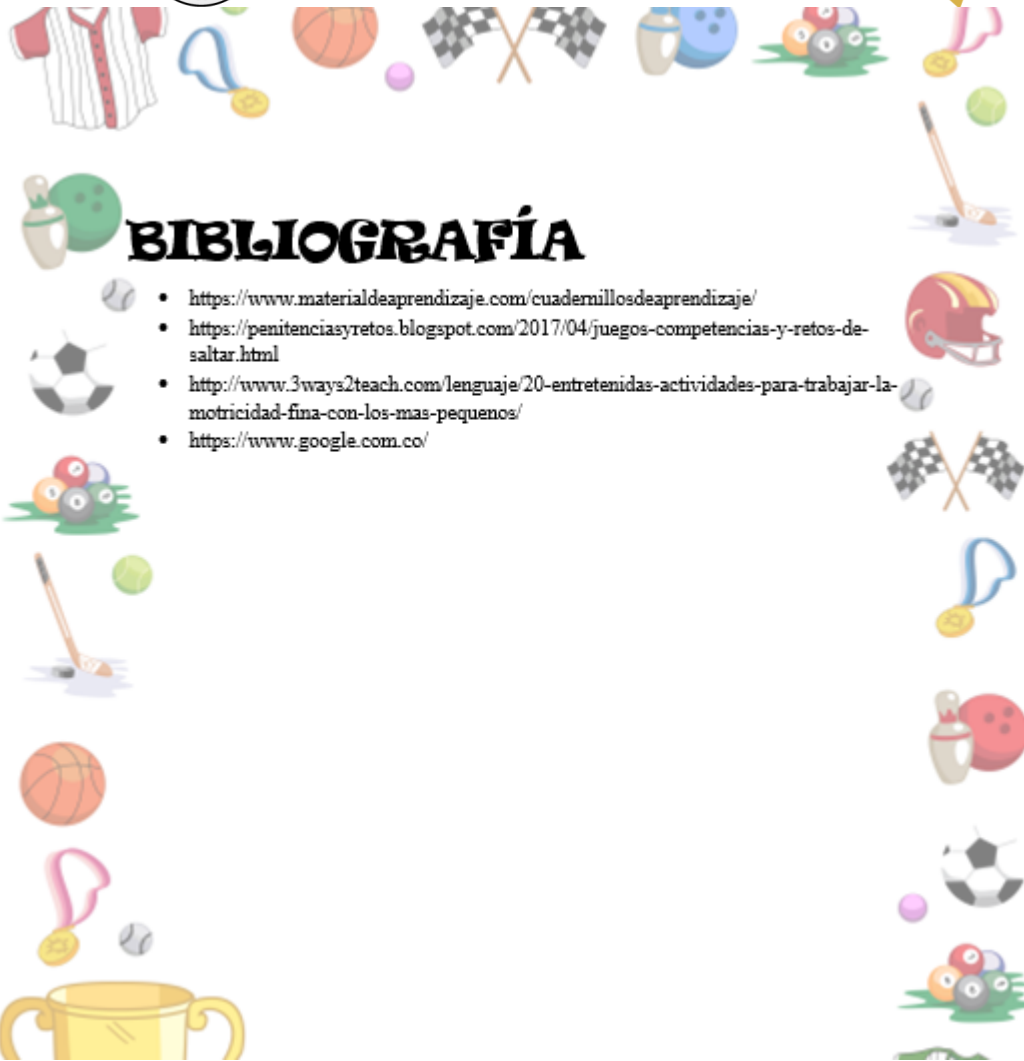 BIBLIOGRAFÍA
• https://www.materialdeaprendizaje.com/cuadernillosdeaprendizaje/
• https://penitenciasyretos.blogspot.com/2017/04/juegos-competencias-y-retos-de-
saltar.html
• http://www.3ways2teach.com/lenguaje/20-entretenidas-actividades-para-trabajar-la-
motricidad-fina-con-los-mas-pequenos/
• https://www.google.com.co/